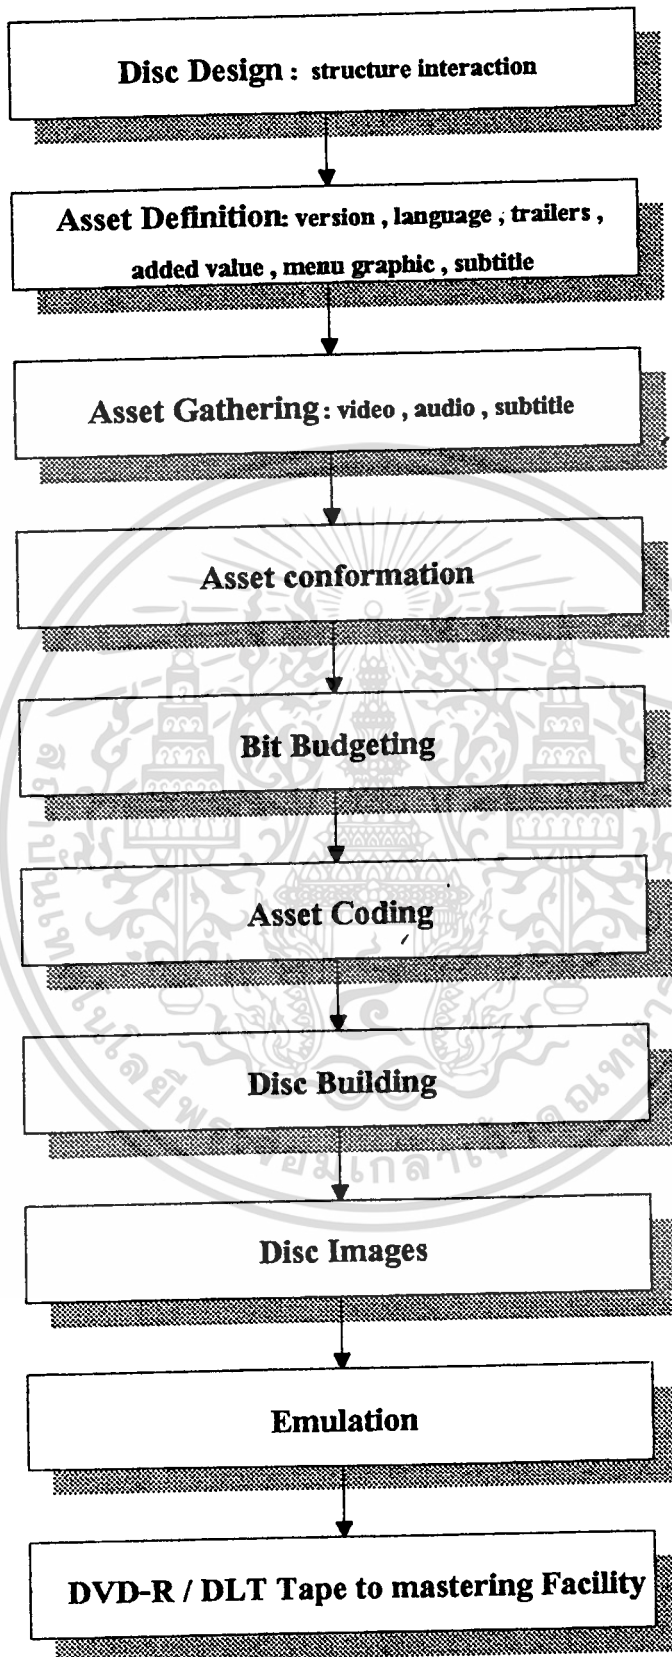 Disc Design : structure interaction
Asset Definition: version , language , trailers ,
added value , menu graphic , subtitle
Asset Gathering : video , audio , subtitle
Asset conformation
Bit Budgeting
Asset Coding
Disc Building
Disc Images
Emulation
DVD-R / DLT Tape to mastering Facility